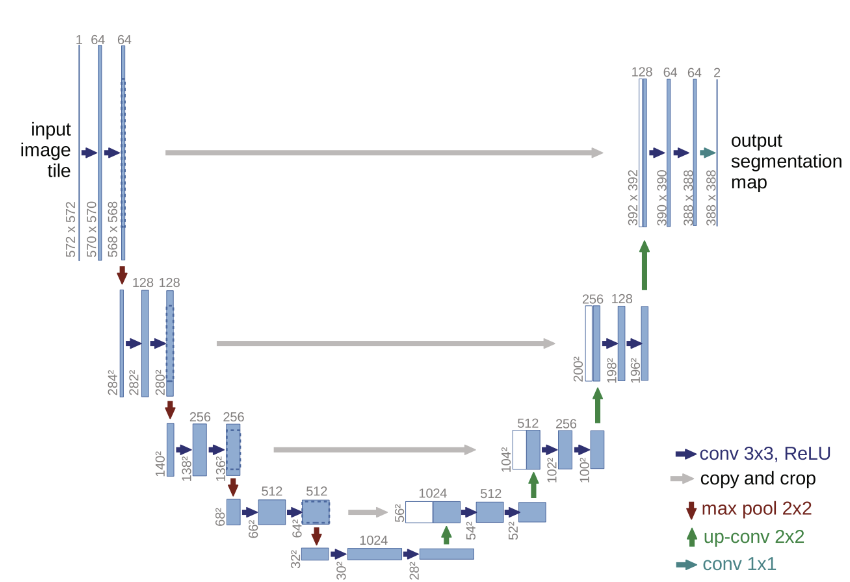 1 64 64
input
image
tile
572 x 572
570 x 570
568 x 568
128 64 64 2
output
segmentation
map
392 x 392
390 x 390
388 x 388
388 x 388
128 128
284²
282²
280²
256 128
200²
198²
196²
256 256
140²
138²
136²
512 256
104²
102²
100²
512 512
68²
66²
64²
1024 512
56²
54²
52²
1024
32²
30²
28²
conv 3x3, ReLU
copy and crop
max pool 2x2
up-conv 2x2
conv 1x1